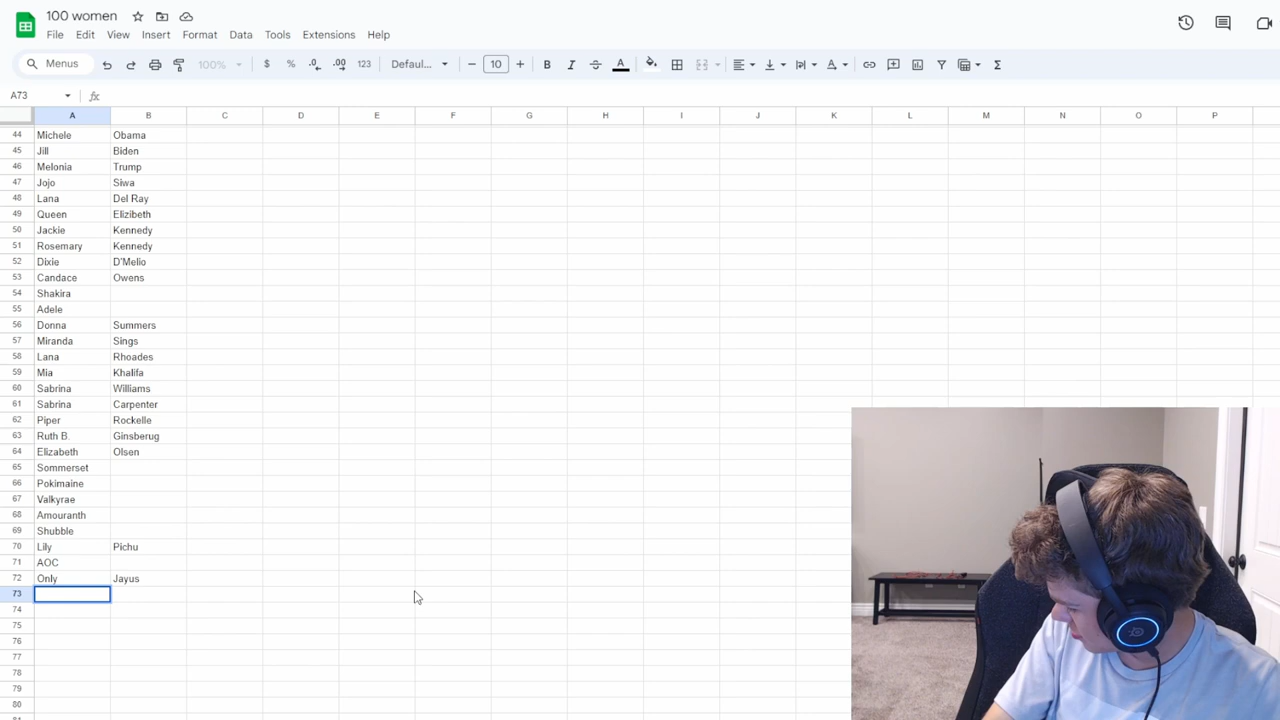 100 women
File Edit View Insert Format Data Tools Extensions Help
Menus 100% $ % .0 .00 123 Defaul... − 10 + B I S A Σ
A73 fx
A B C D E F G H I J K L M N O P
44 Michele Obama
45 Jill Biden
46 Melonia Trump
47 Jojo Siwa
48 Lana Del Ray
49 Queen Elizibeth
50 Jackie Kennedy
51 Rosemary Kennedy
52 Dixie D'Melio
53 Candace Owens
54 Shakira
55 Adele
56 Donna Summers
57 Miranda Sings
58 Lana Rhoades
59 Mia Khalifa
60 Sabrina Williams
61 Sabrina Carpenter
62 Piper Rockelle
63 Ruth B. Ginsberug
64 Elizabeth Olsen
65 Sommerset
66 Pokimaine
67 Valkyrae
68 Amouranth
69 Shubble
70 Lily Pichu
71 AOC
72 Only Jayus
73
74
75
76
77
78
79
80